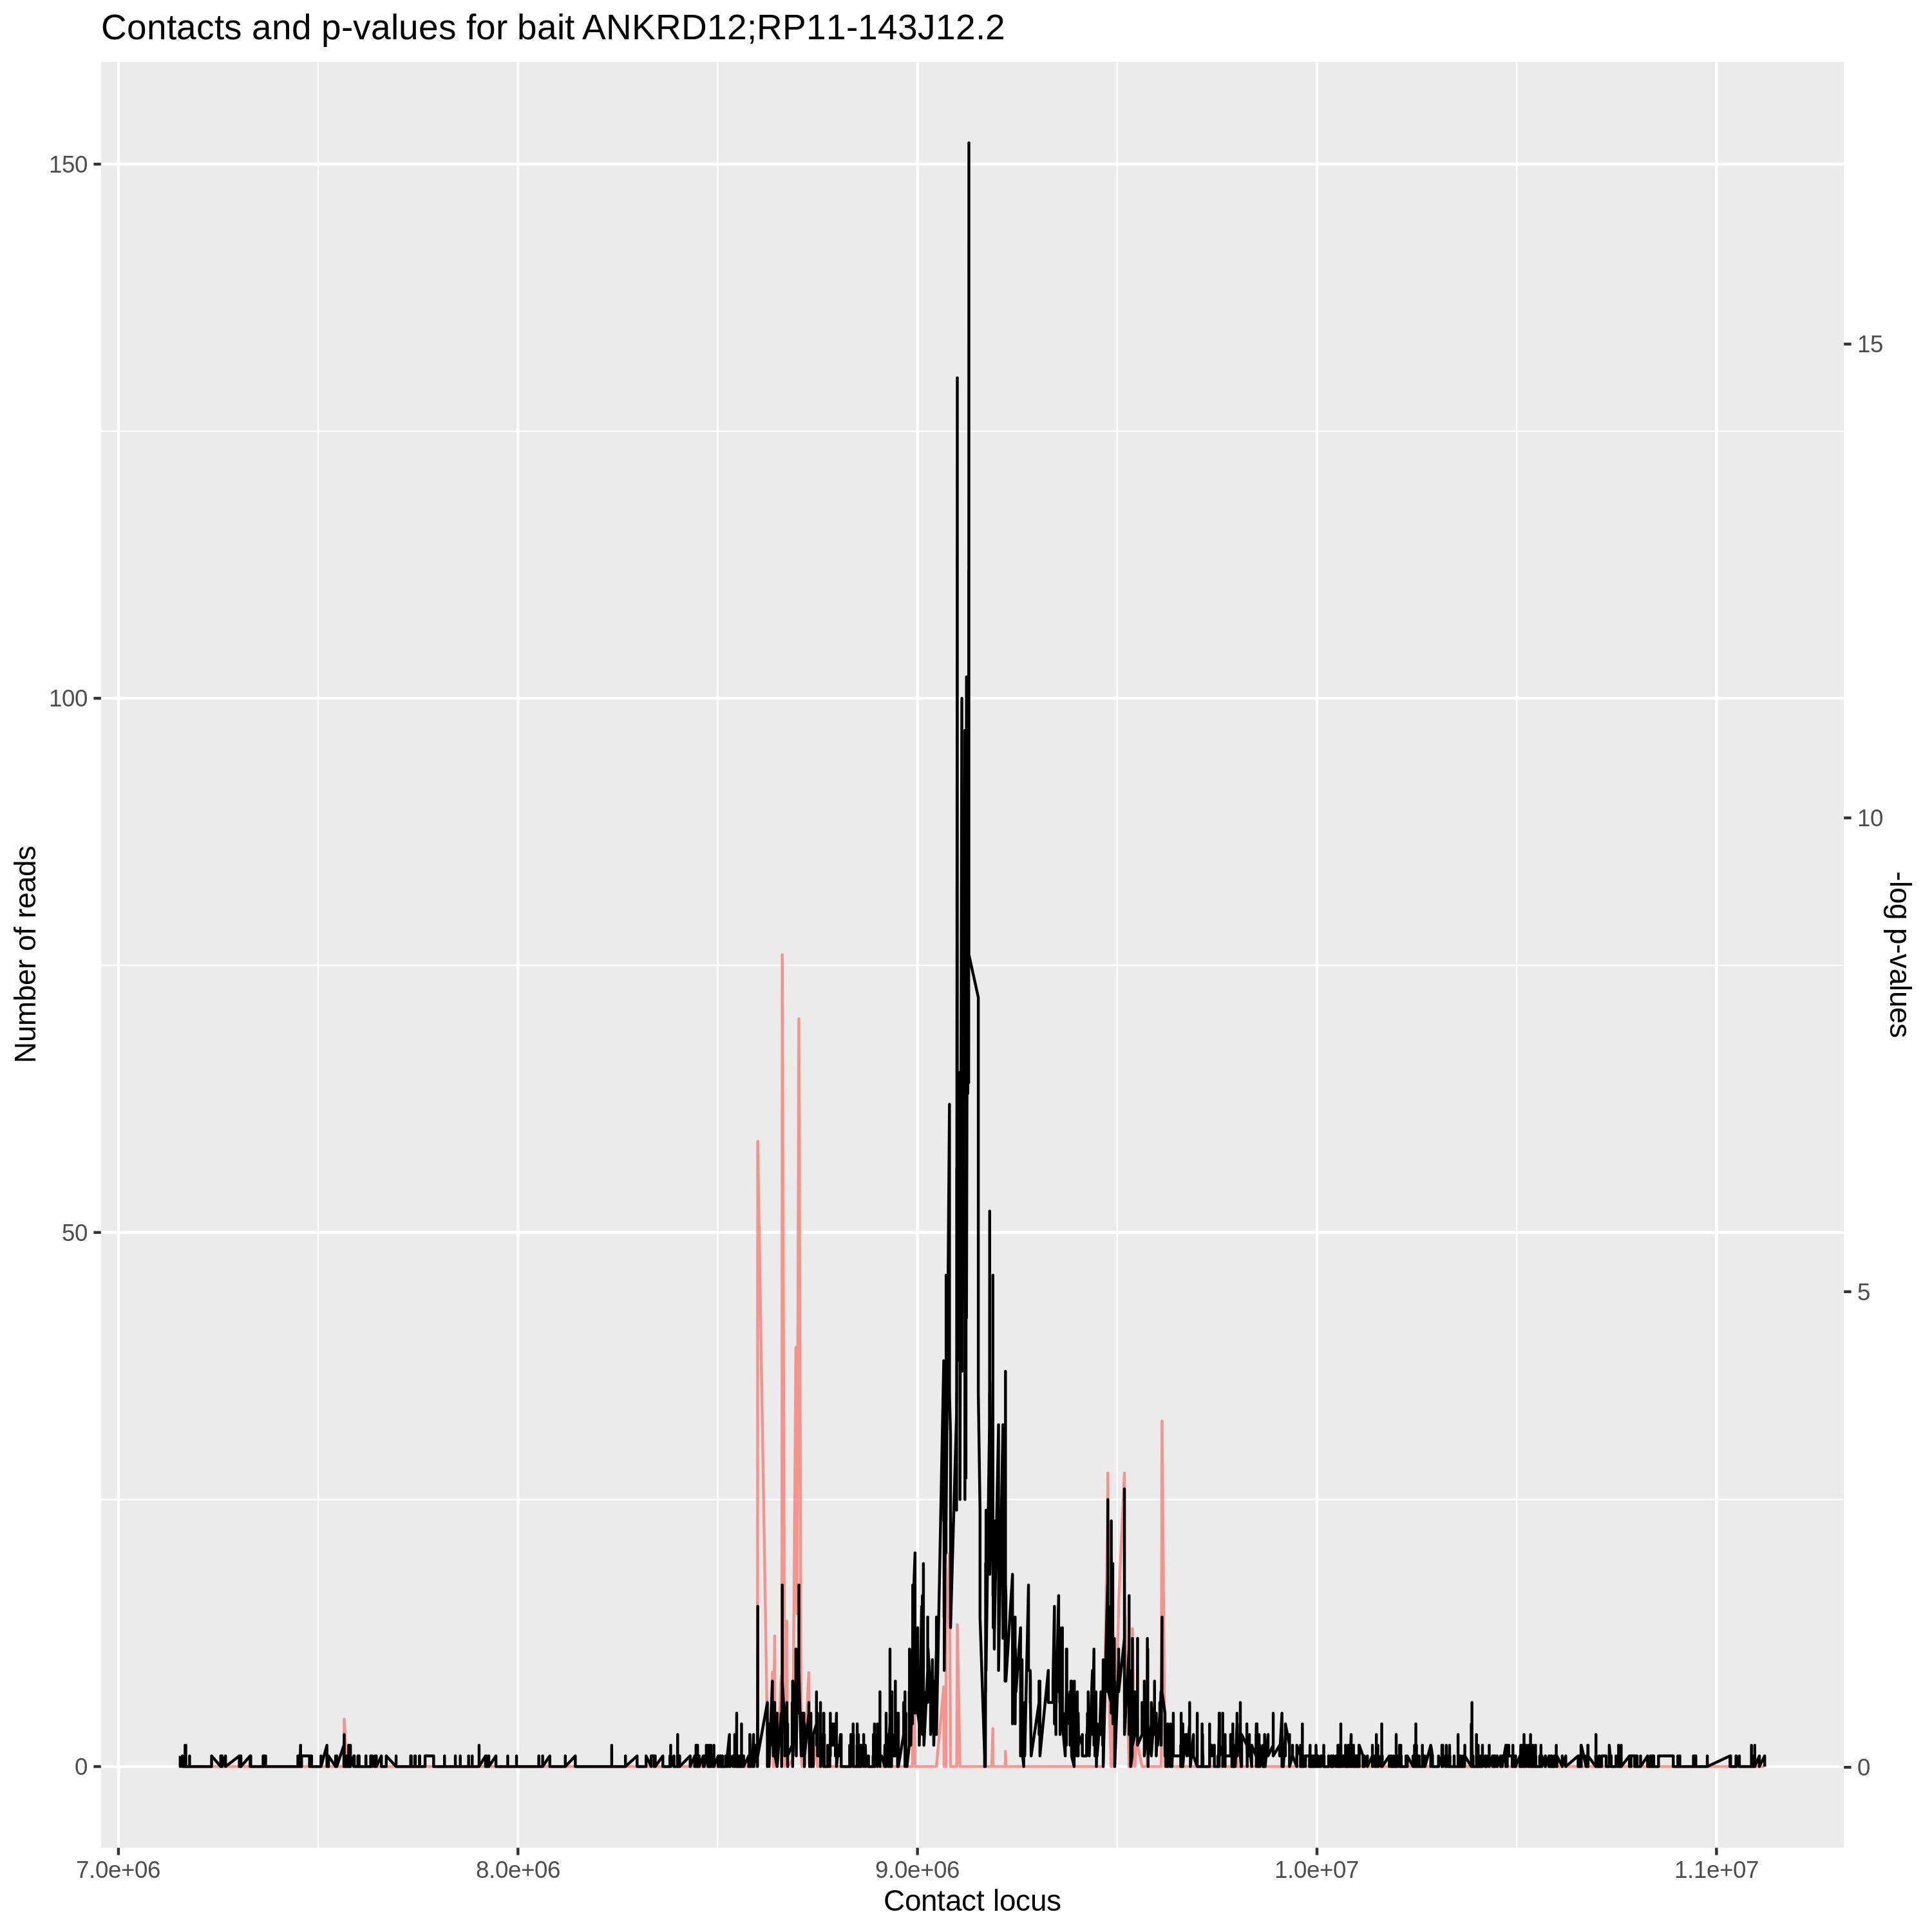 Contacts and p-values for bait ANKRD12;RP11-143J12.2
150
100
50
0
Number of reads
15
10
5
0
-log p-values
7.0e+06
8.0e+06
9.0e+06
1.0e+07
1.1e+07
Contact locus